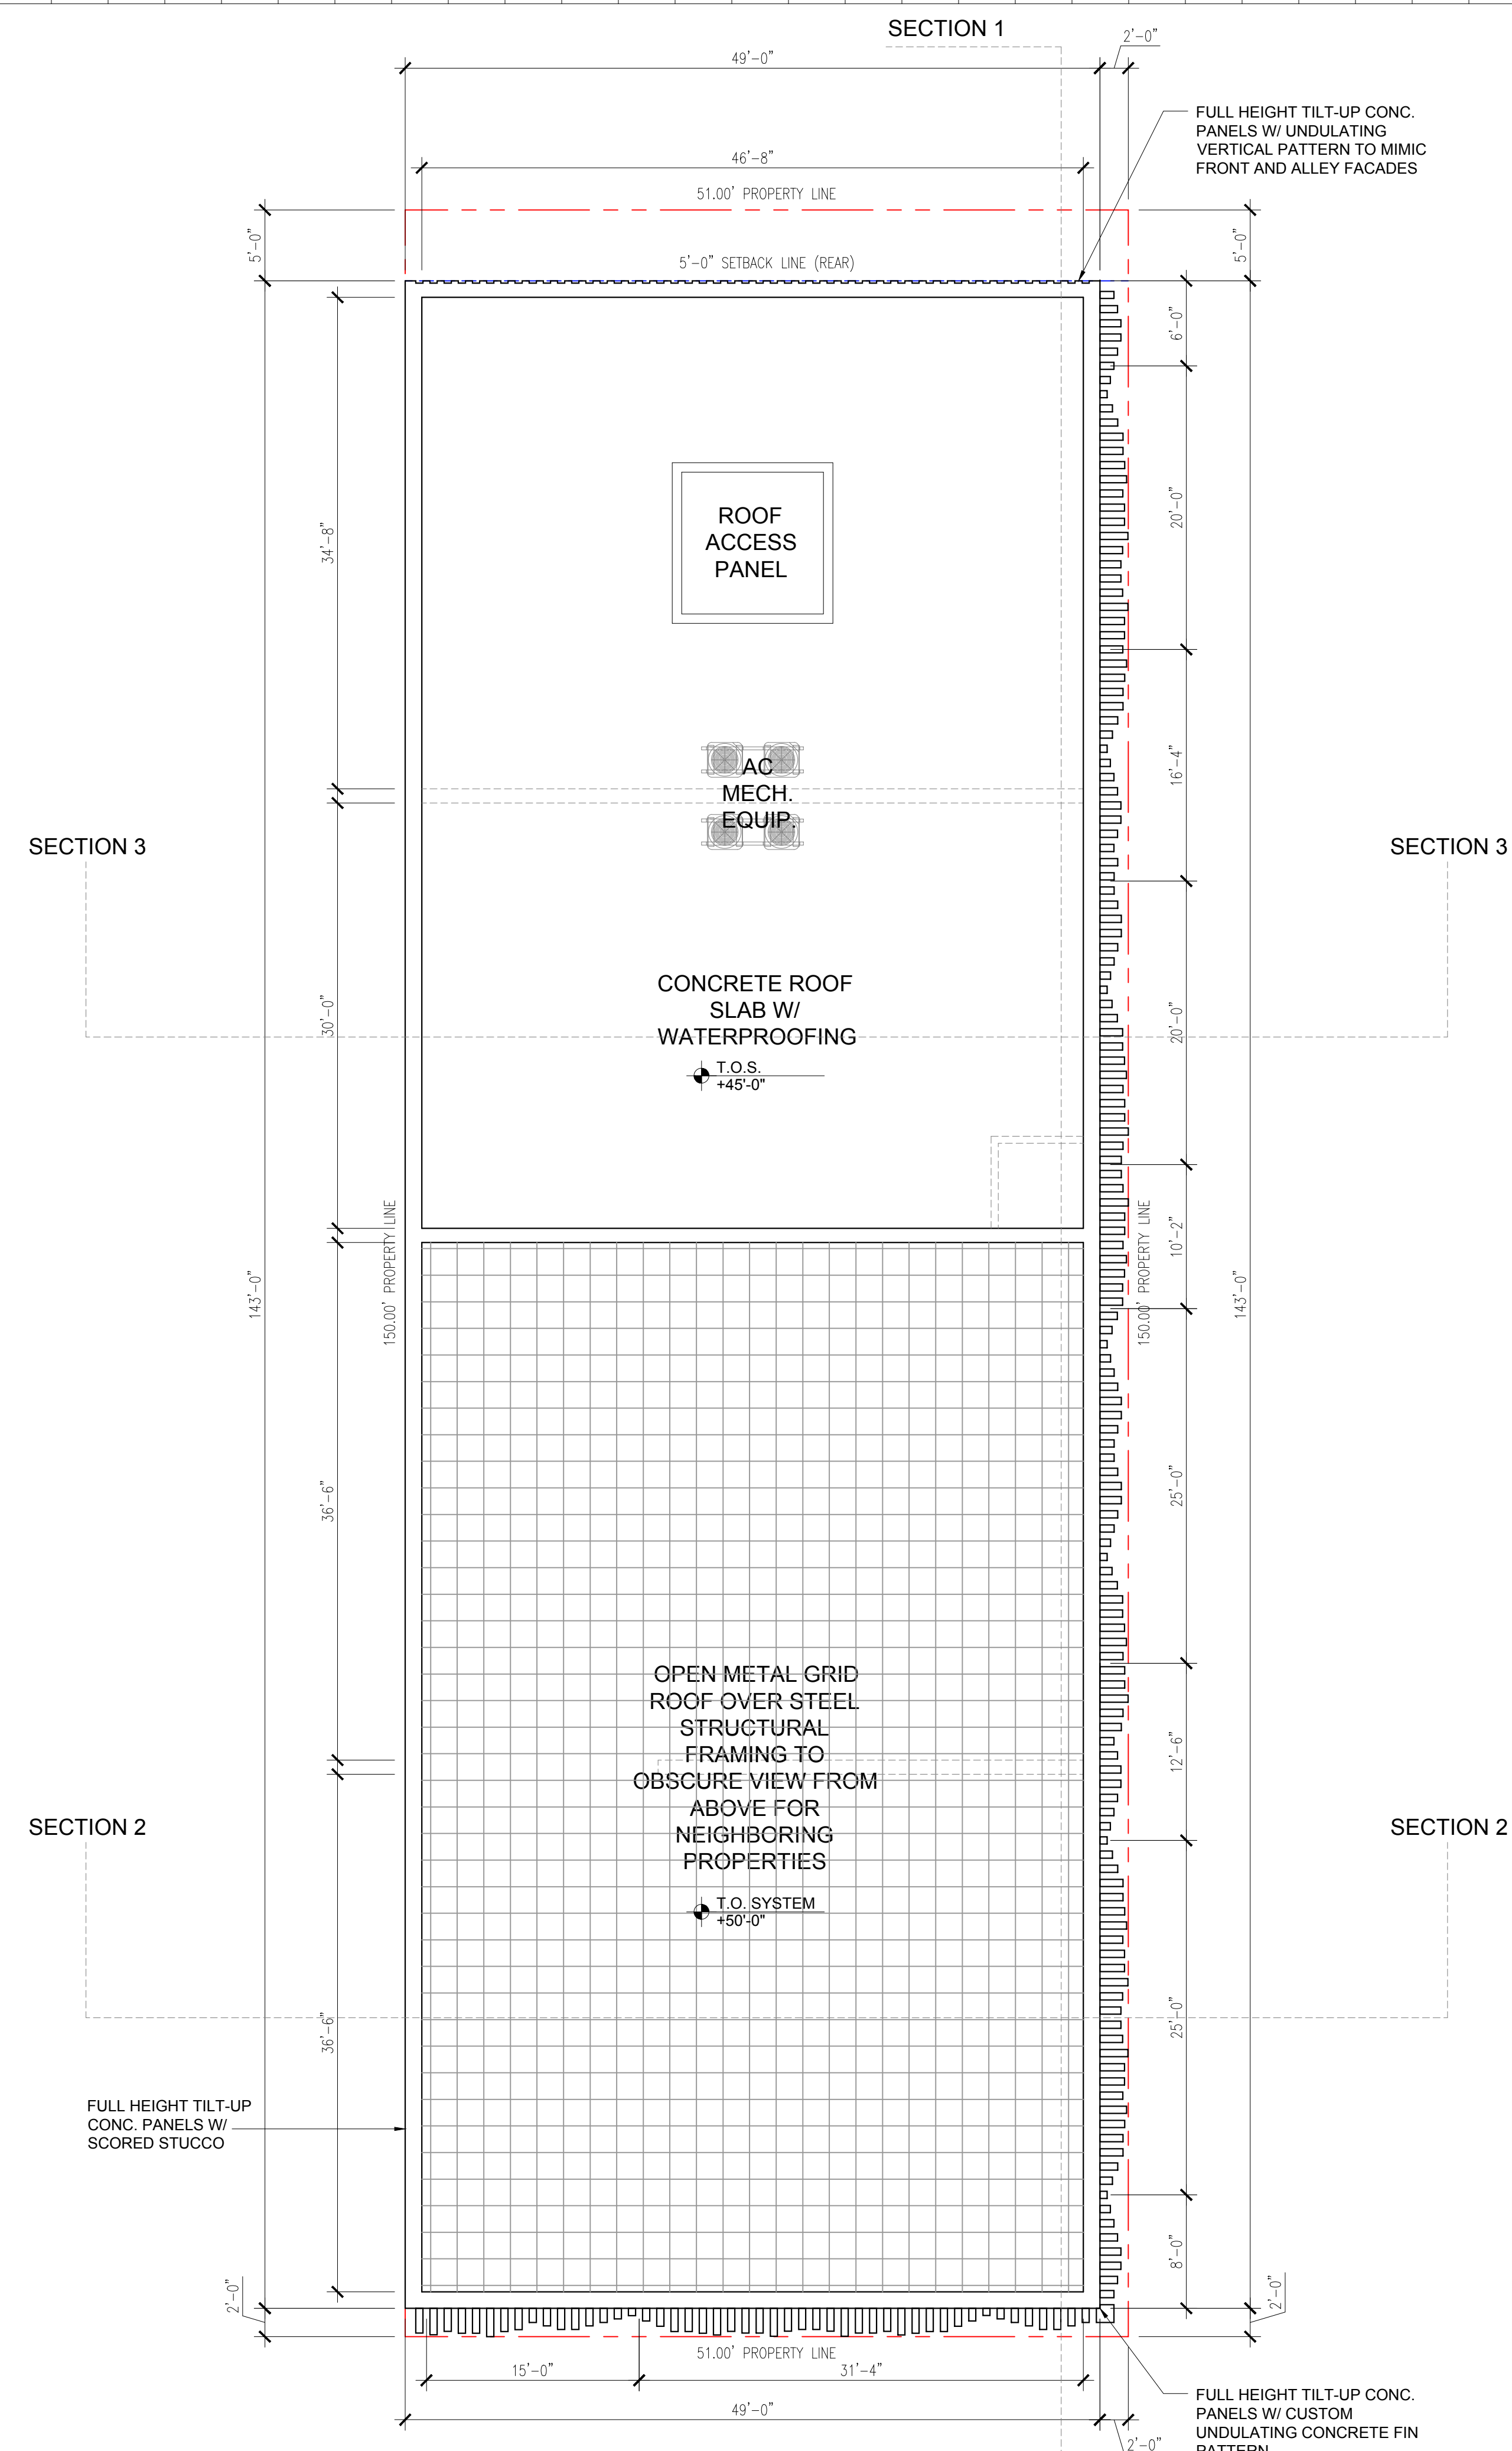 SECTION 1
2'-0"
49'-0"
FULL HEIGHT TILT-UP CONC.
PANELS W/ UNDULATING
VERTICAL PATTERN TO MIMIC
FRONT AND ALLEY FACADES
46'-8"
51.00' PROPERTY LINE
5'-0"
5'-0"
5'-0" SETBACK LINE (REAR)
6'-0"
ROOF
ACCESS
PANEL
34'-8"
20'-0"
AC
MECH.
EQUIP.
16'-4"
SECTION 3
SECTION 3
CONCRETE ROOF
SLAB W/
WATERPROOFING
30'-0"
20'-0"
T.O.S.
+45'-0"
150.00' PROPERTY LINE
150.00' PROPERTY LINE
10'-2"
143'-0"
143'-0"
36'-6"
25'-0"
OPEN METAL GRID
ROOF OVER STEEL
STRUCTURAL
FRAMING TO
OBSCURE VIEW FROM
ABOVE FOR
NEIGHBORING
PROPERTIES
12'-6"
SECTION 2
SECTION 2
T.O. SYSTEM
+50'-0"
36'-6"
25'-0"
FULL HEIGHT TILT-UP
CONC. PANELS W/
SCORED STUCCO
8'-0"
2'-0"
2'-0"
51.00' PROPERTY LINE
15'-0"
31'-4"
49'-0"
FULL HEIGHT TILT-UP CONC.
PANELS W/ CUSTOM
UNDULATING CONCRETE FIN
PATTERN
2'-0"